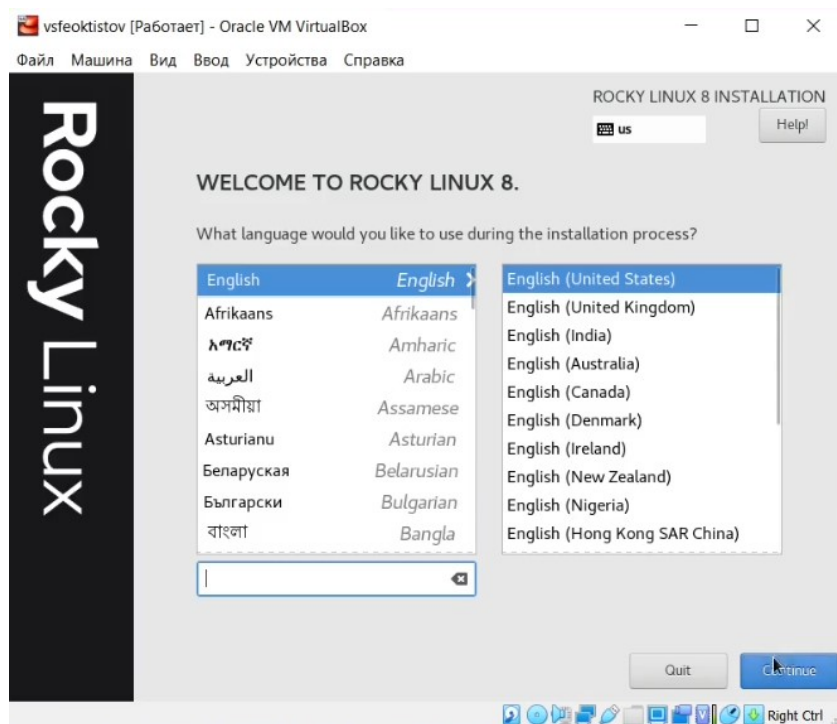 vsfeoktistov [Работает] - Oracle VM VirtualBox
Файл Машина Вид Ввод Устройства Справка
Rocky Linux
ROCKY LINUX 8 INSTALLATION
us
Help!
WELCOME TO ROCKY LINUX 8.
What language would you like to use during the installation process?
English English
Afrikaans Afrikaans
አማርኛ Amharic
العربية Arabic
অসমীয়া Assamese
Asturianu Asturian
Беларуская Belarusian
Български Bulgarian
বাংলা Bangla
English (United States)
English (United Kingdom)
English (India)
English (Australia)
English (Canada)
English (Denmark)
English (Ireland)
English (New Zealand)
English (Nigeria)
English (Hong Kong SAR China)
Quit
Continue
Right Ctrl